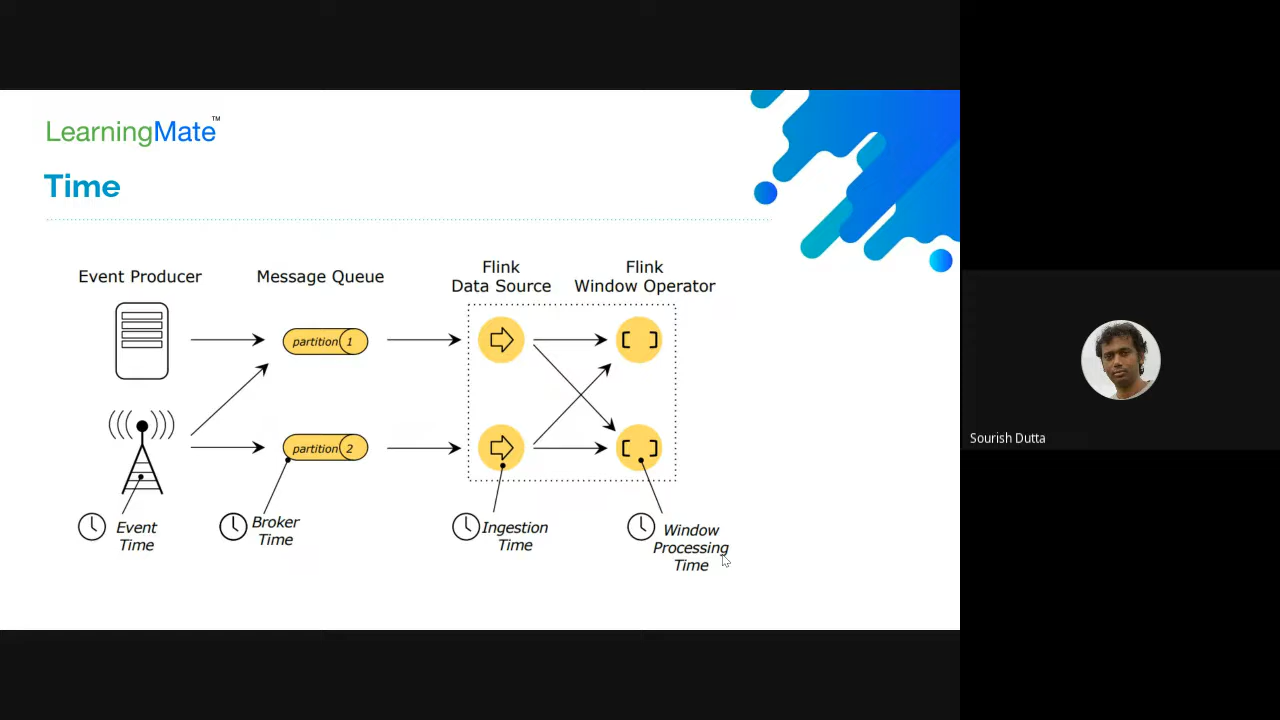 LearningMate™
Time
Event Producer
Message Queue
Flink
Data Source
Flink
Window Operator
partition 1
partition 2
Event
Time
Broker
Time
Ingestion
Time
Window
Processing
Time
Sourish Dutta